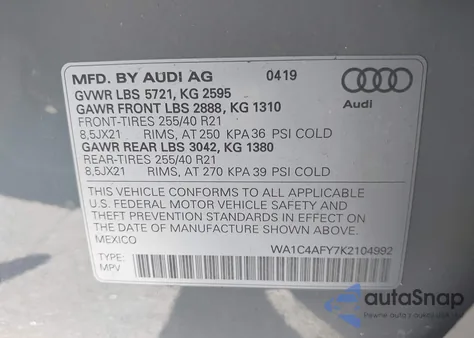 MFD. BY AUDI AG 0419
GVWR LBS 5721, KG 2595
GAWR FRONT LBS 2888, KG 1310
FRONT-TIRES 255/40 R21
8,5JX21 RIMS, AT 250 KPA 36 PSI COLD
GAWR REAR LBS 3042, KG 1380
REAR-TIRES 255/40 R21
8,5JX21 RIMS, AT 270 KPA 39 PSI COLD
Audi
THIS VEHICLE CONFORMS TO ALL APPLICABLE
U.S. FEDERAL MOTOR VEHICLE SAFETY AND
THEFT PREVENTION STANDARDS IN EFFECT ON
THE DATE OF MANUFACTURE SHOWN ABOVE.
MEXICO WA1C4AFY7K2104992
TYPE:
MPV
autoSnap
Pewne auta z aukcji